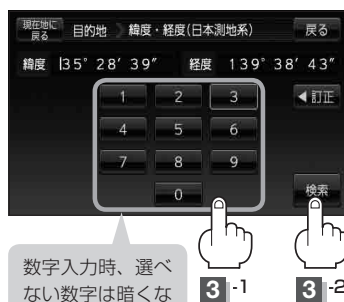 現在地に
戻る
目的地 緯度・経度(日本測地系) 戻る
緯度 35° 28′ 39″ 経度 139° 38′ 43″
1 2 3 ◀訂正
4 5 6
7 8 9
0 検索
数字入力時、選べ
ない数字は暗くな
3-1 3-2